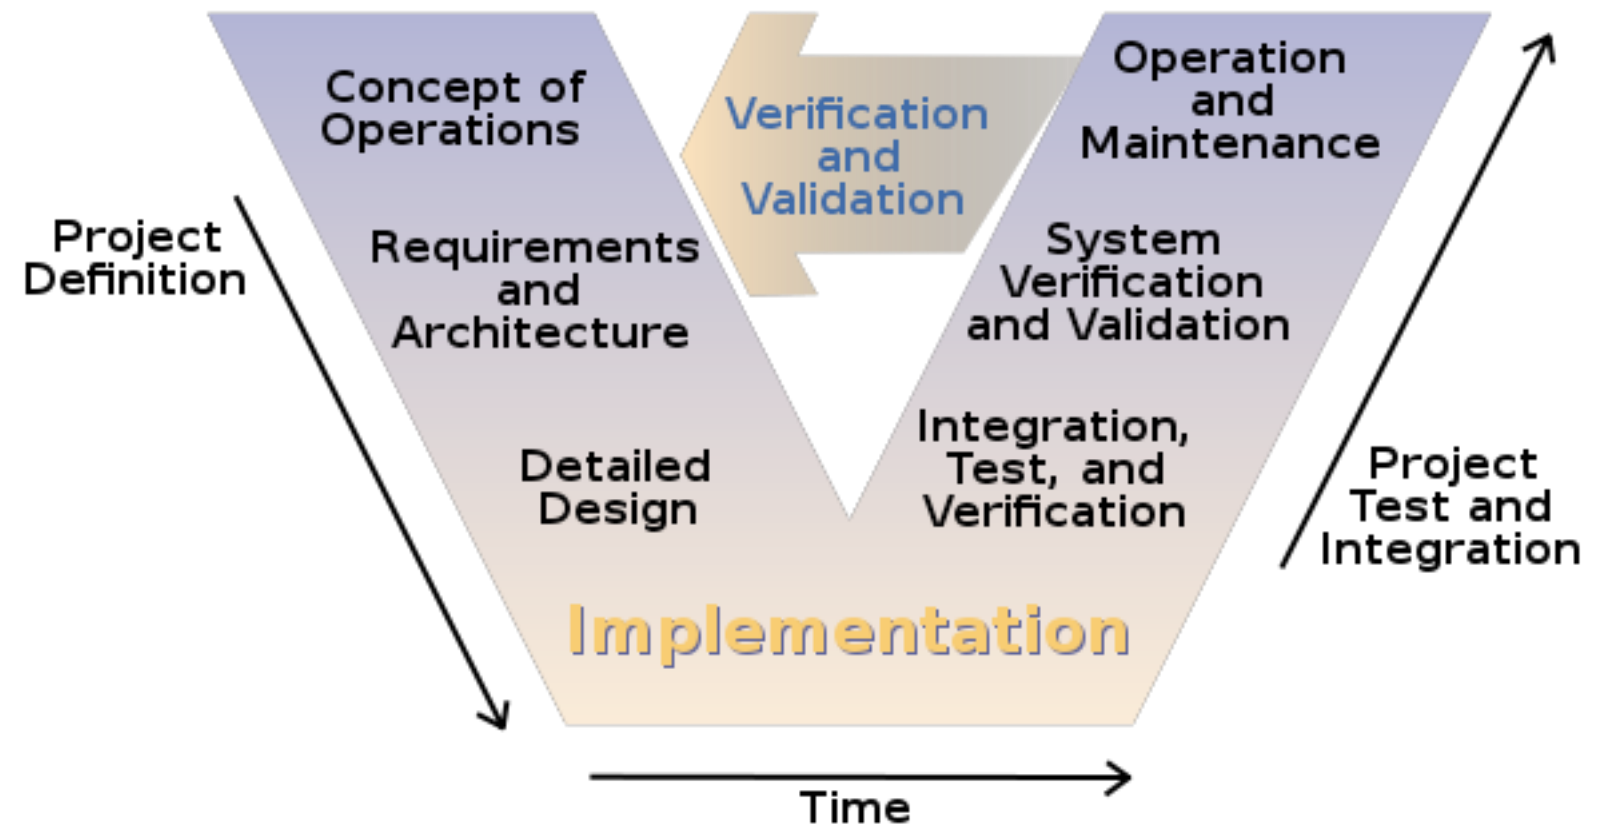 Concept of
Operations
Verification
and
Validation
Operation
and
Maintenance
Project
Definition
Requirements
and
Architecture
System
Verification
and Validation
Detailed
Design
Integration,
Test, and
Verification
Project
Test and
Integration
Implementation
Time